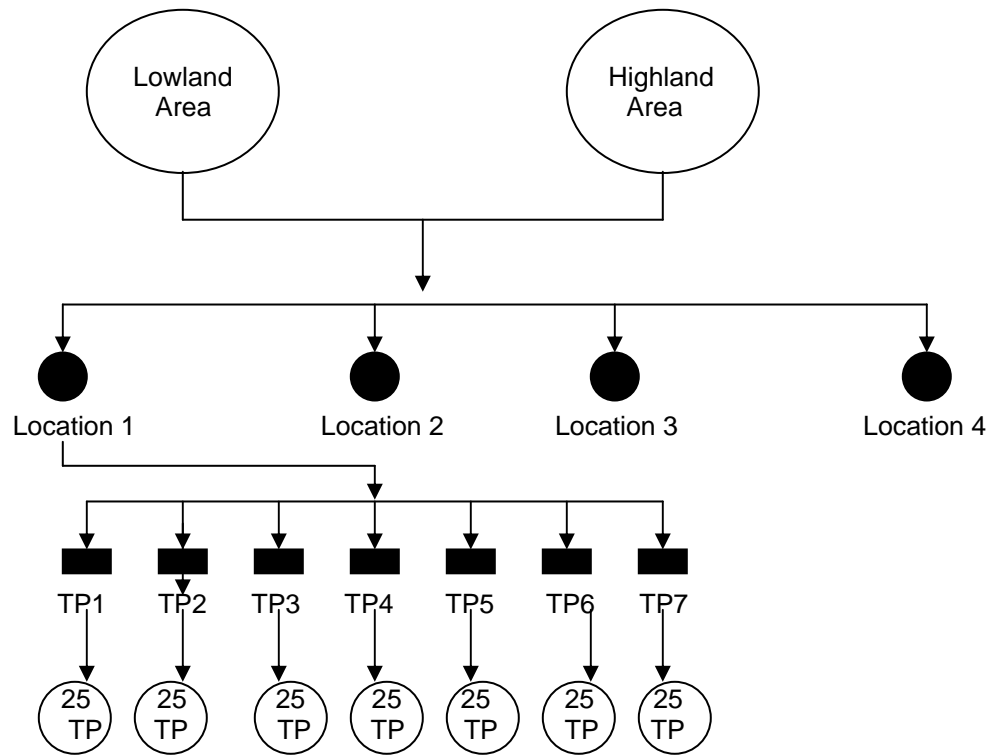 Lowland
Area
Highland
Area
Location 1
Location 2
Location 3
Location 4
TP1
TP2
TP3
TP4
TP5
TP6
TP7
25
TP
25
TP
25
TP
25
TP
25
TP
25
TP
25
TP